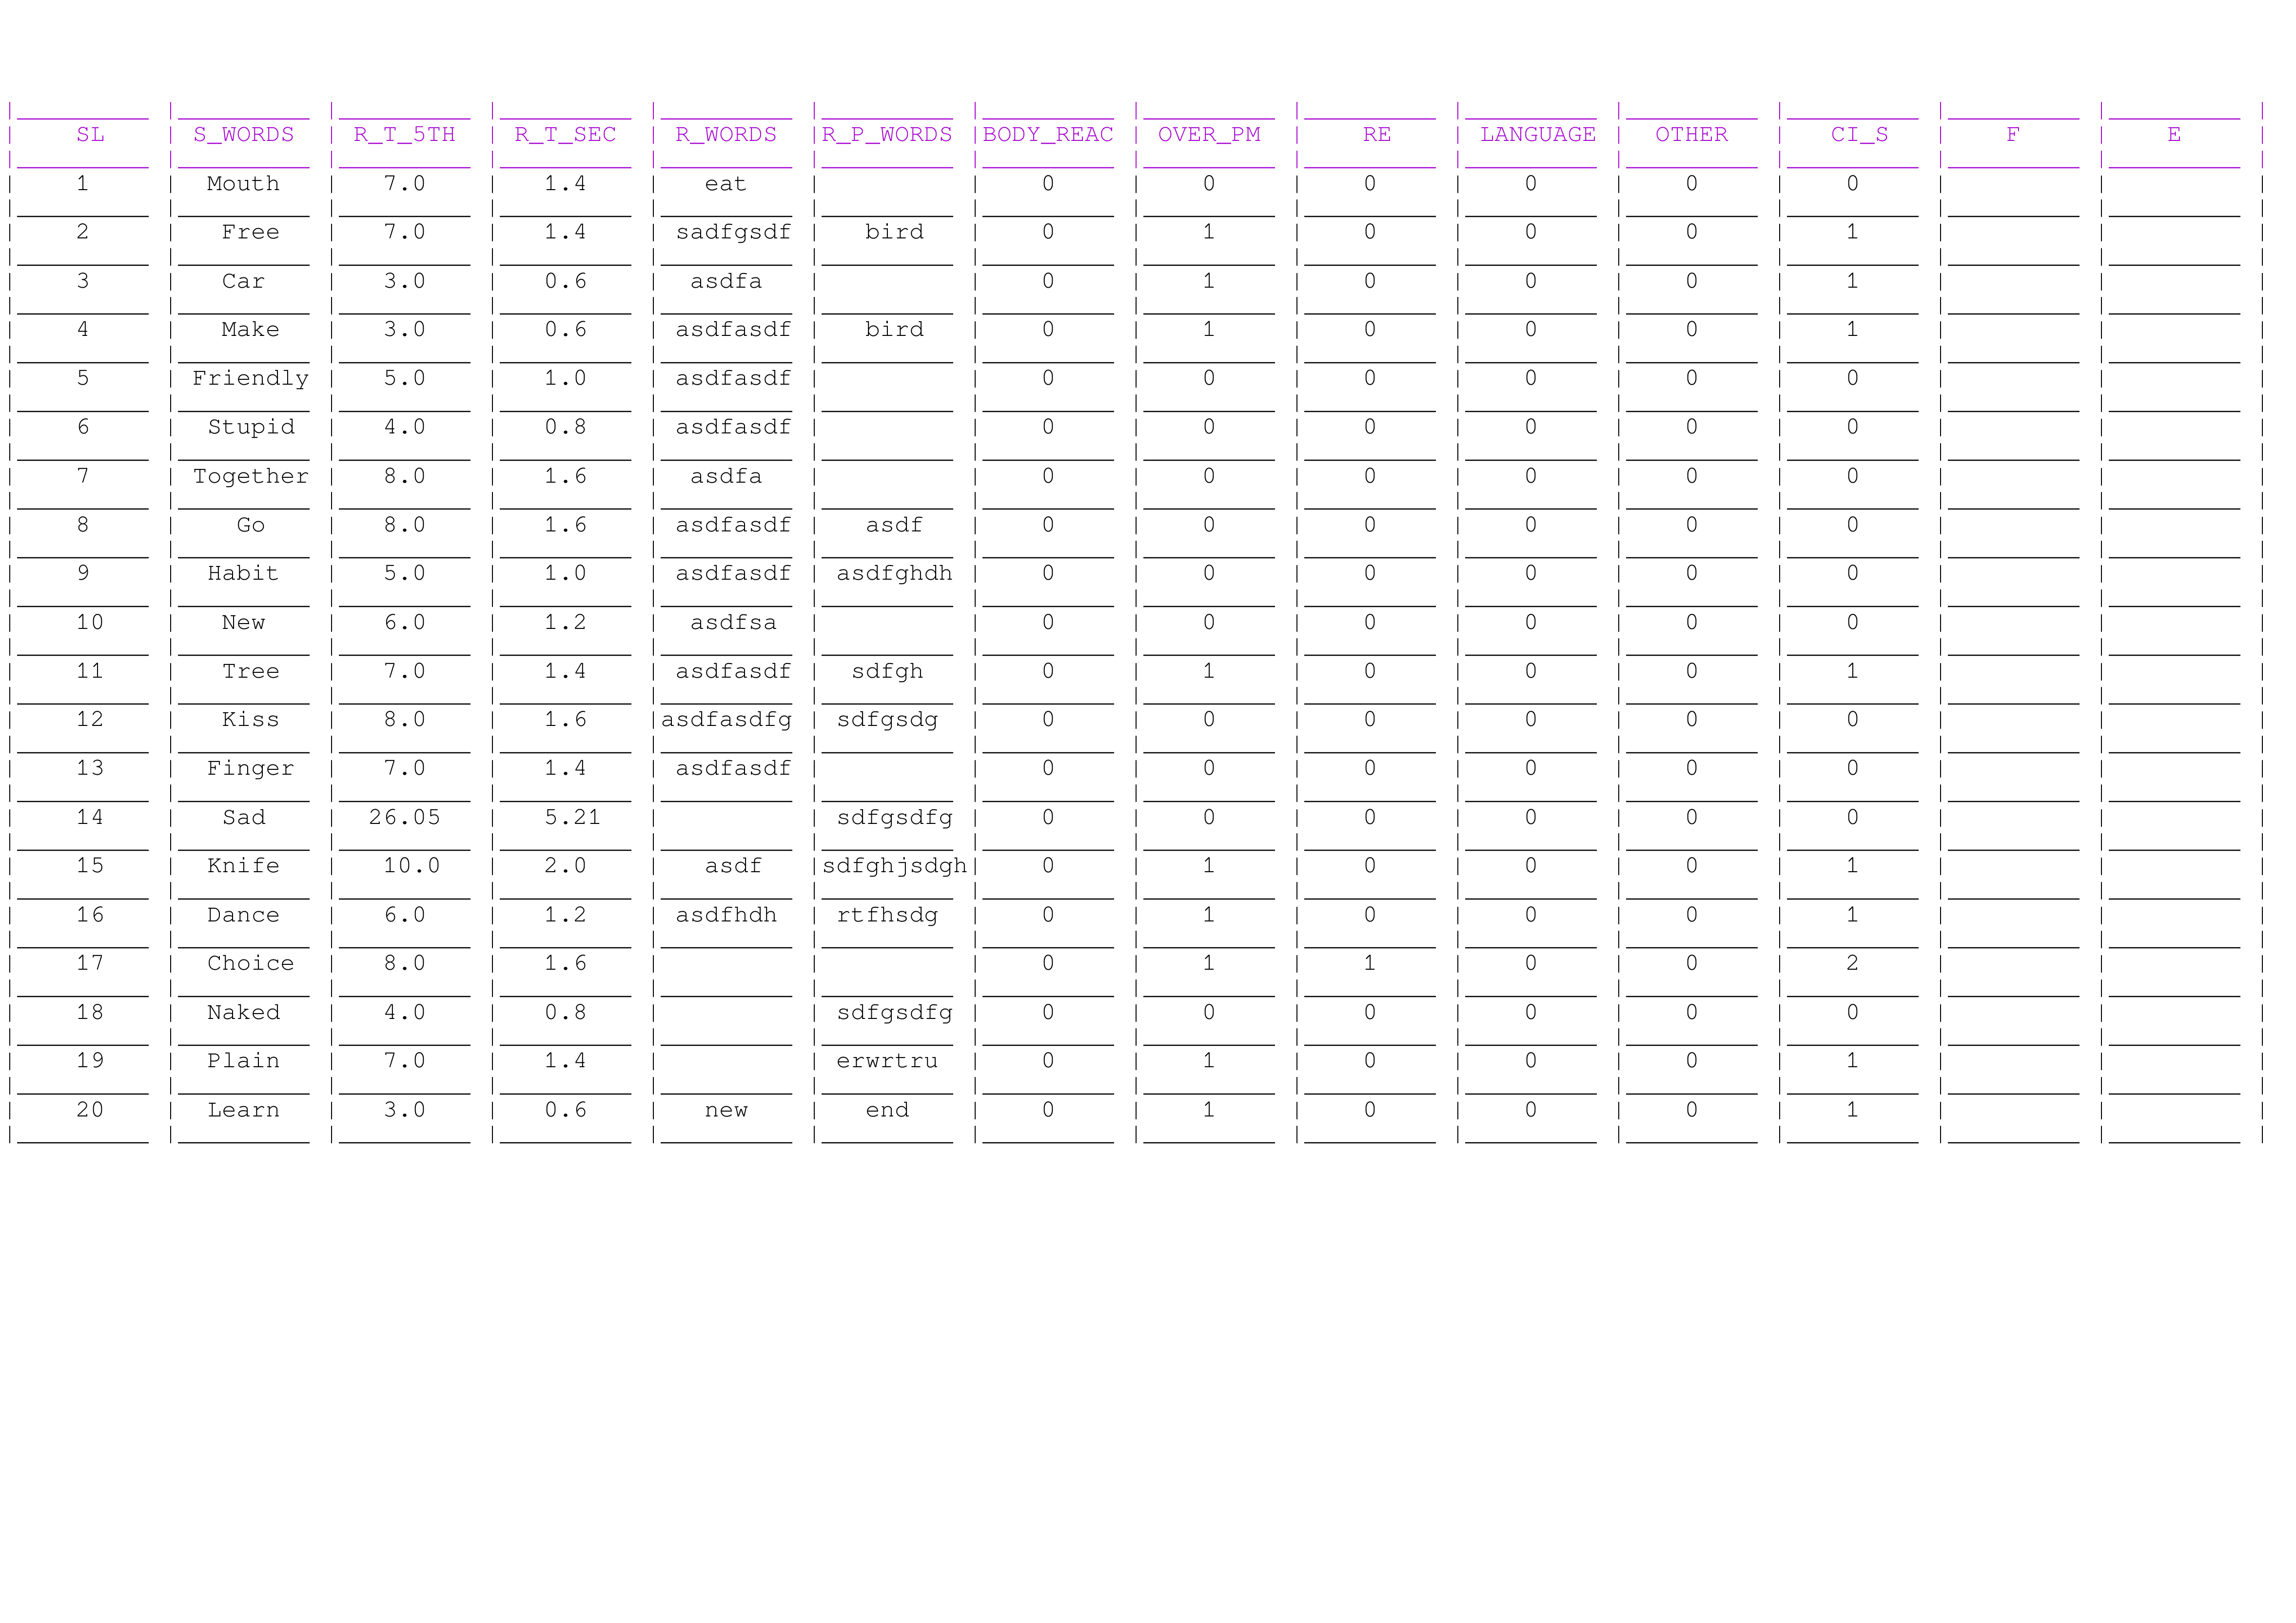 SL S_WORDS R_T_5TH R_T_SEC R_WORDS R_P_WORDS BODY_REAC OVER_PM RE LANGUAGE OTHER CI_S F E
1 Mouth 7.0 1.4 eat 0 0 0 0 0 0
2 Free 7.0 1.4 sadfgsdf bird 0 1 0 0 0 1
3 Car 3.0 0.6 asdfa 0 1 0 0 0 1
4 Make 3.0 0.6 asdfasdf bird 0 1 0 0 0 1
5 Friendly 5.0 1.0 asdfasdf 0 0 0 0 0 0
6 Stupid 4.0 0.8 asdfasdf 0 0 0 0 0 0
7 Together 8.0 1.6 asdfa 0 0 0 0 0 0
8 Go 8.0 1.6 asdfasdf asdf 0 0 0 0 0 0
9 Habit 5.0 1.0 asdfasdf asdfghdh 0 0 0 0 0 0
10 New 6.0 1.2 asdfsa 0 0 0 0 0 0
11 Tree 7.0 1.4 asdfasdf sdfgh 0 1 0 0 0 1
12 Kiss 8.0 1.6 asdfasdfg sdfgsdg 0 0 0 0 0 0
13 Finger 7.0 1.4 asdfasdf 0 0 0 0 0 0
14 Sad 26.05 5.21 sdfgsdfg 0 0 0 0 0 0
15 Knife 10.0 2.0 asdf sdfghjsdgh 0 1 0 0 0 1
16 Dance 6.0 1.2 asdfhdh rtfhsdg 0 1 0 0 0 1
17 Choice 8.0 1.6 0 1 1 0 0 2
18 Naked 4.0 0.8 sdfgsdfg 0 0 0 0 0 0
19 Plain 7.0 1.4 erwrtru 0 1 0 0 0 1
20 Learn 3.0 0.6 new end 0 1 0 0 0 1